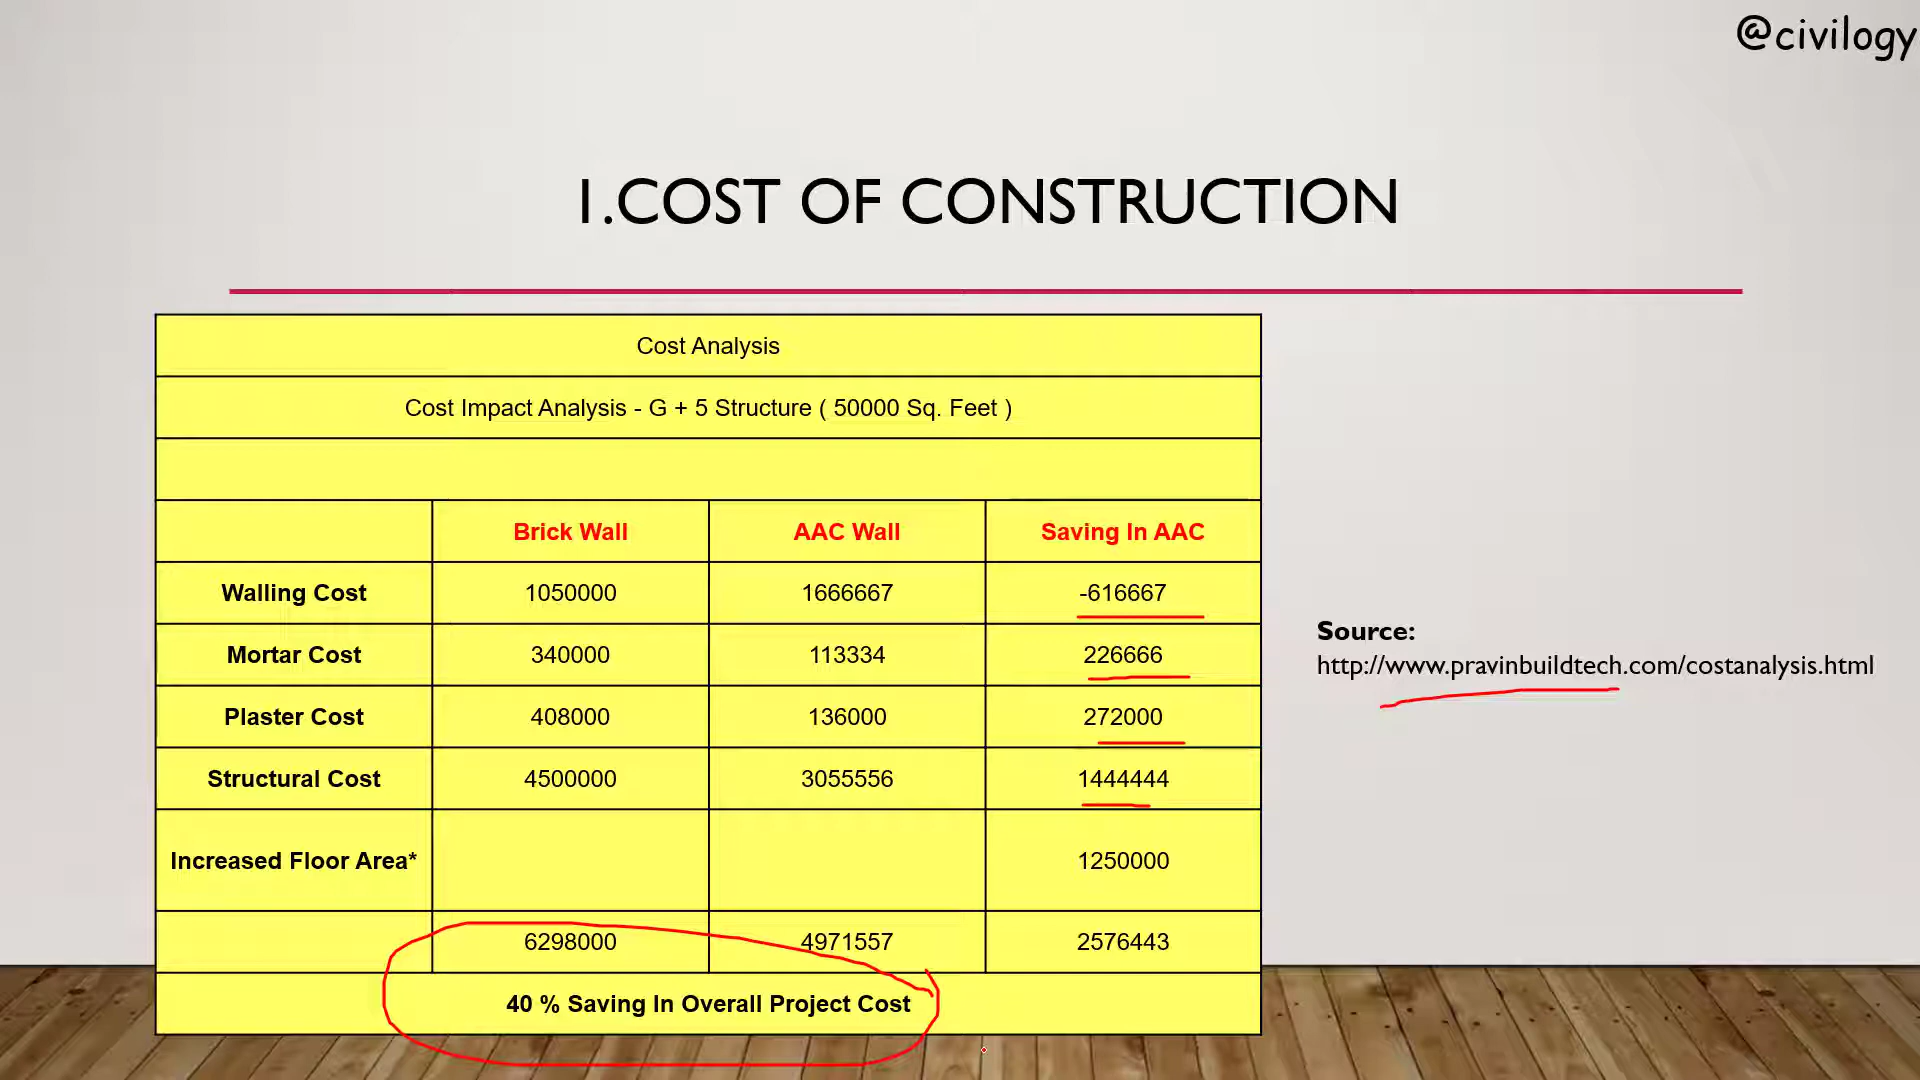 @civilogy
1.COST OF CONSTRUCTION
Cost Analysis
Cost Impact Analysis - G + 5 Structure ( 50000 Sq. Feet )
Brick Wall AAC Wall Saving In AAC
Walling Cost 1050000 1666667 -616667
Mortar Cost 340000 113334 226666
Plaster Cost 408000 136000 272000
Structural Cost 4500000 3055556 1444444
Increased Floor Area* 1250000
6298000 4971557 2576443
40 % Saving In Overall Project Cost
Source:
http://www.pravinbuildtech.com/costanalysis.html